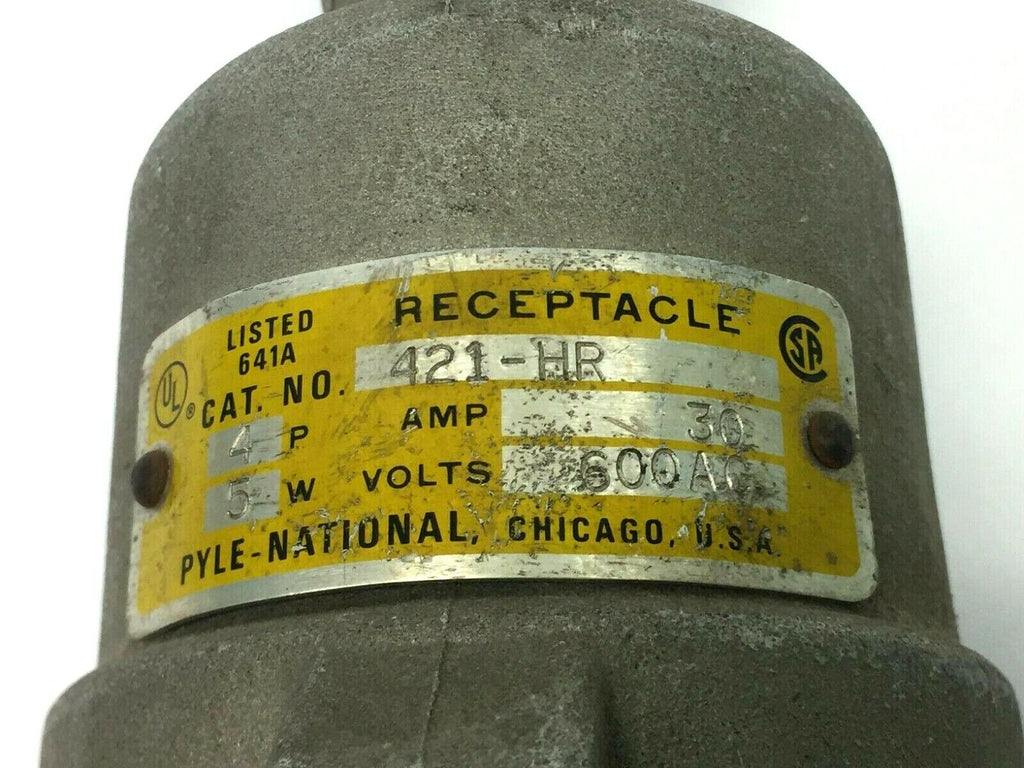 RECEPTACLE
LISTED
641A
UL ®
SA
CAT. NO. 421-HR
4 P AMP 30
5 W VOLTS 600AC
PYLE-NATIONAL, CHICAGO, U.S.A.